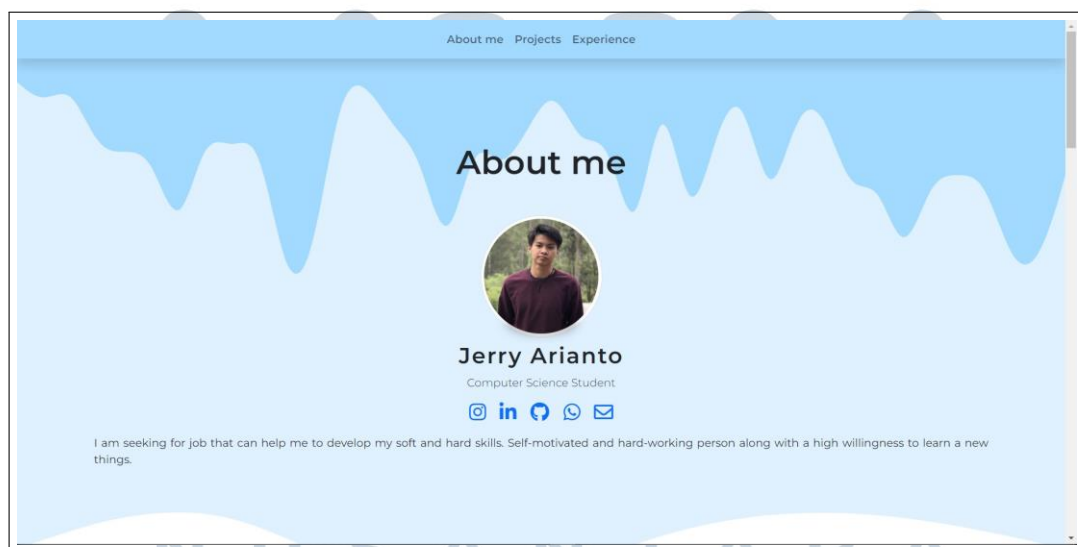 About me Projects Experience
About me
Jerry Arianto
Computer Science Student
I am seeking for job that can help me to develop my soft and hard skills. Self-motivated and hard-working person along with a high willingness to learn a new
things.